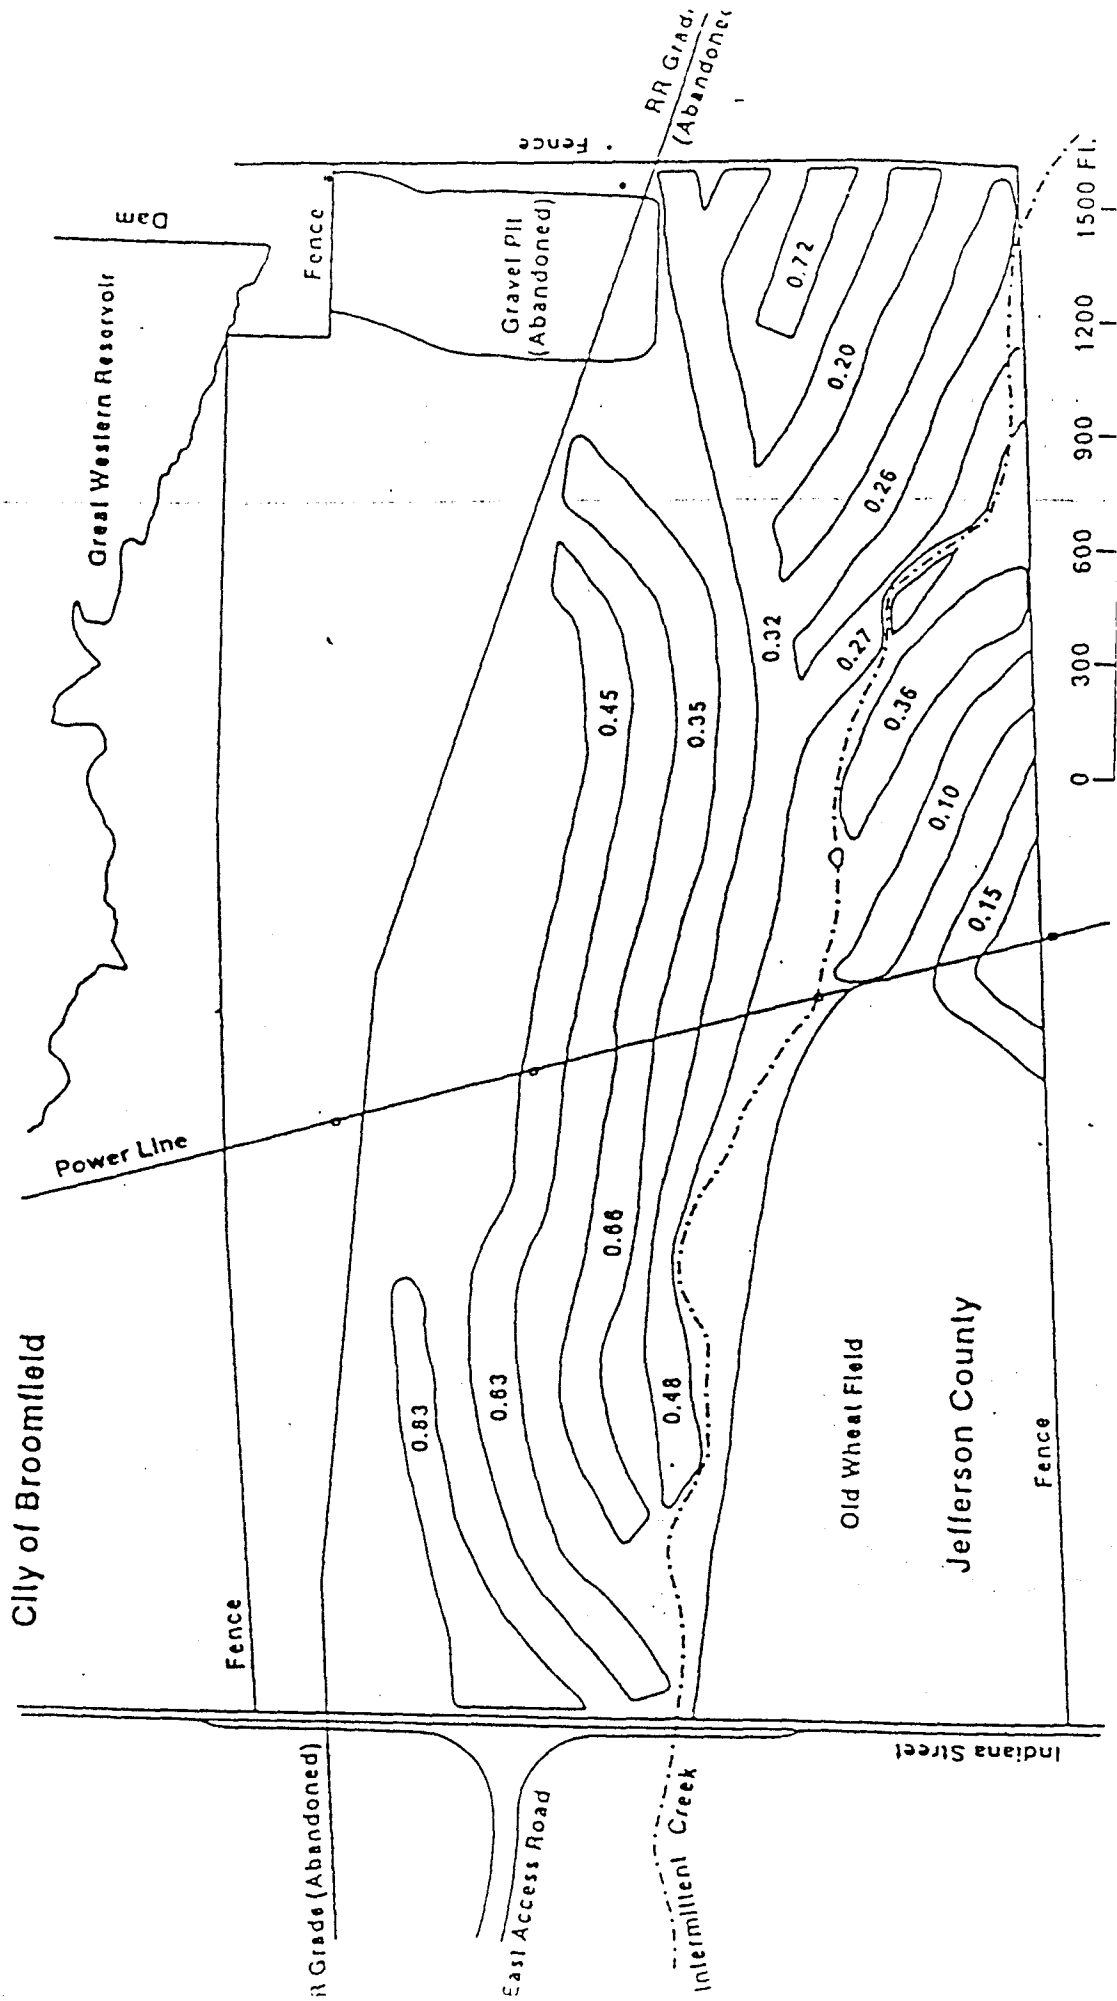 City of Broomfield
Great Western Reservoir
Dam
Power Line
Fence
Fence
Fence
RR Grad.
(Abandoned
Gravel Pit
(Abandoned)
R Grade (Abandoned)
East Access Road
Intermittent Creek
Indiana Street
0.83
0.63
0.66
0.48
0.45
0.35
0.32
0.72
0.20
0.26
0.27
0.36
0.10
0.15
Old Wheat Field
Jefferson County
Fence
0 300 600 900 1200 1500 Ft.